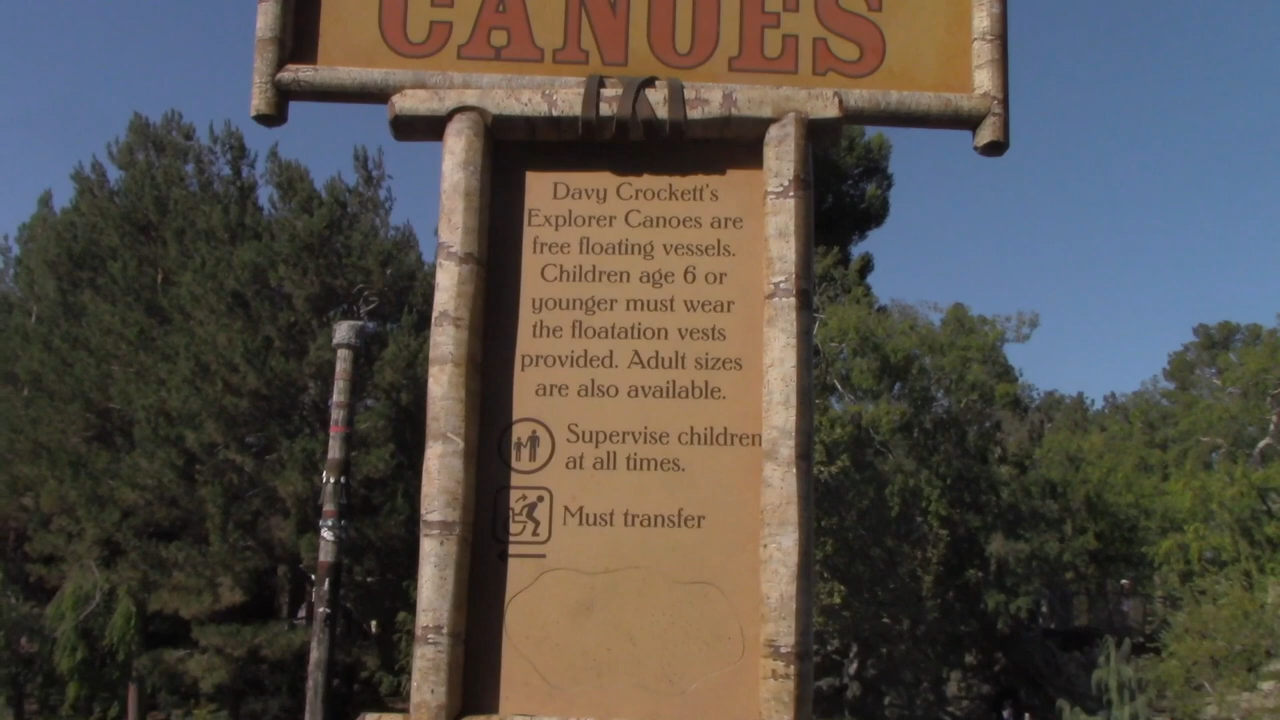 CANOES
Davy Crockett's
Explorer Canoes are
free floating vessels.
Children age 6 or
younger must wear
the floatation vests
provided. Adult sizes
are also available.
Supervise children
at all times.
Must transfer